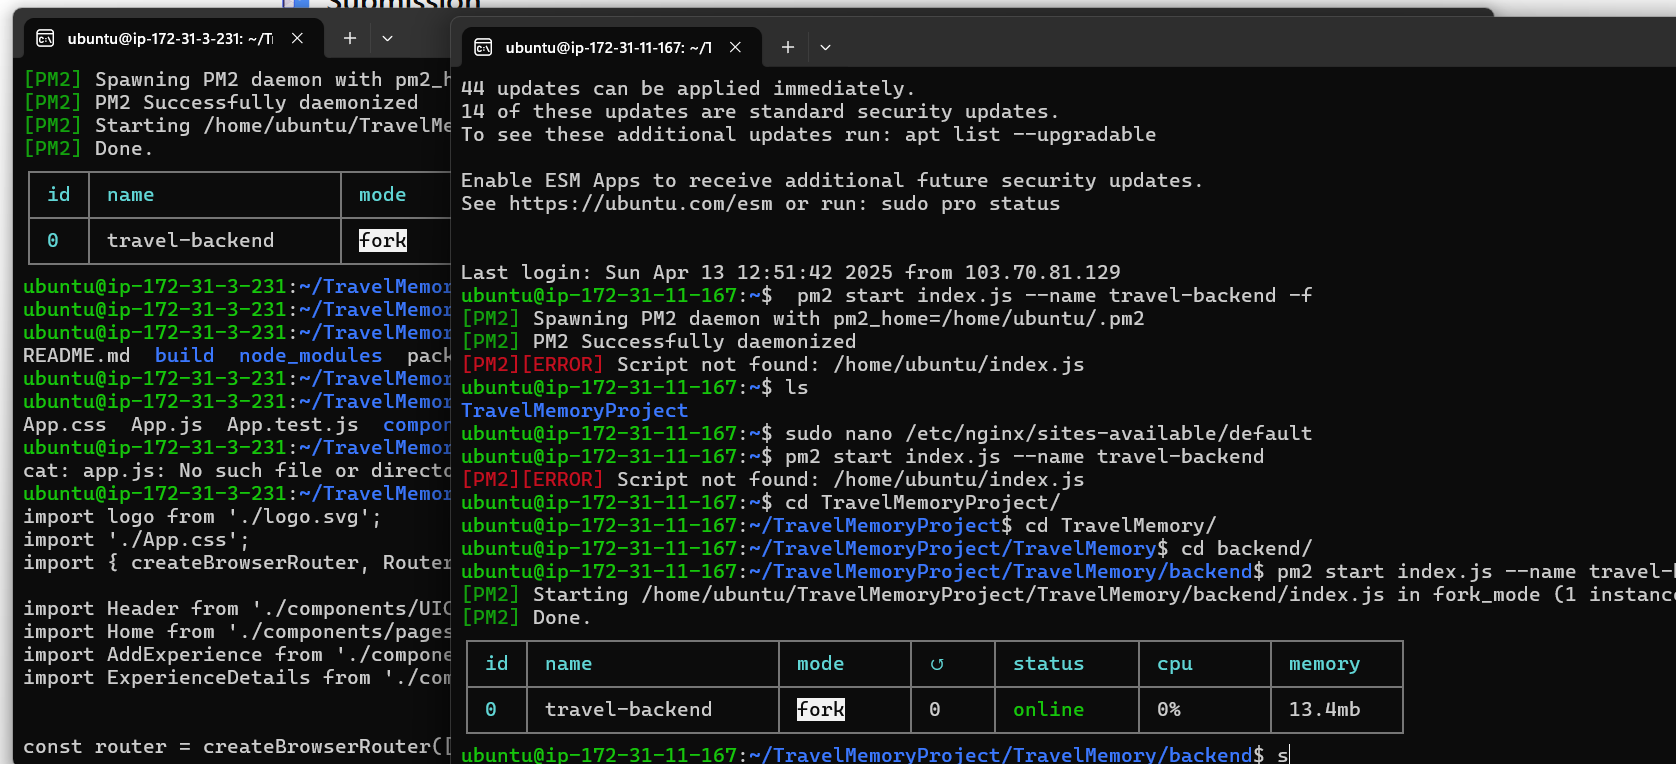 Submission
ubuntu@ip-172-31-3-231: ~/Tr
[PM2] Spawning PM2 daemon with pm2_h
[PM2] PM2 Successfully daemonized
[PM2] Starting /home/ubuntu/TravelMe
[PM2] Done.
id name mode
0 travel-backend fork
ubuntu@ip-172-31-3-231:~/TravelMemor
ubuntu@ip-172-31-3-231:~/TravelMemor
ubuntu@ip-172-31-3-231:~/TravelMemor
README.md build node_modules pack
ubuntu@ip-172-31-3-231:~/TravelMemor
ubuntu@ip-172-31-3-231:~/TravelMemor
App.css App.js App.test.js compon
ubuntu@ip-172-31-3-231:~/TravelMemor
cat: app.js: No such file or directo
ubuntu@ip-172-31-3-231:~/TravelMemor
import logo from './logo.svg';
import './App.css';
import { createBrowserRouter, Router
import Header from './components/UIC
import Home from './components/pages
import AddExperience from './compone
import ExperienceDetails from './com
const router = createBrowserRouter([
ubuntu@ip-172-31-11-167: ~/T
44 updates can be applied immediately.
14 of these updates are standard security updates.
To see these additional updates run: apt list --upgradable
Enable ESM Apps to receive additional future security updates.
See https://ubuntu.com/esm or run: sudo pro status
Last login: Sun Apr 13 12:51:42 2025 from 103.70.81.129
ubuntu@ip-172-31-11-167:~$  pm2 start index.js --name travel-backend -f
[PM2] Spawning PM2 daemon with pm2_home=/home/ubuntu/.pm2
[PM2] PM2 Successfully daemonized
[PM2][ERROR] Script not found: /home/ubuntu/index.js
ubuntu@ip-172-31-11-167:~$ ls
TravelMemoryProject
ubuntu@ip-172-31-11-167:~$ sudo nano /etc/nginx/sites-available/default
ubuntu@ip-172-31-11-167:~$ pm2 start index.js --name travel-backend
[PM2][ERROR] Script not found: /home/ubuntu/index.js
ubuntu@ip-172-31-11-167:~$ cd TravelMemoryProject/
ubuntu@ip-172-31-11-167:~/TravelMemoryProject$ cd TravelMemory/
ubuntu@ip-172-31-11-167:~/TravelMemoryProject/TravelMemory$ cd backend/
ubuntu@ip-172-31-11-167:~/TravelMemoryProject/TravelMemory/backend$ pm2 start index.js --name travel-b
[PM2] Starting /home/ubuntu/TravelMemoryProject/TravelMemory/backend/index.js in fork_mode (1 instanc
[PM2] Done.
id name mode ↺ status cpu memory
0 travel-backend fork 0 online 0% 13.4mb
ubuntu@ip-172-31-11-167:~/TravelMemoryProject/TravelMemory/backend$ s